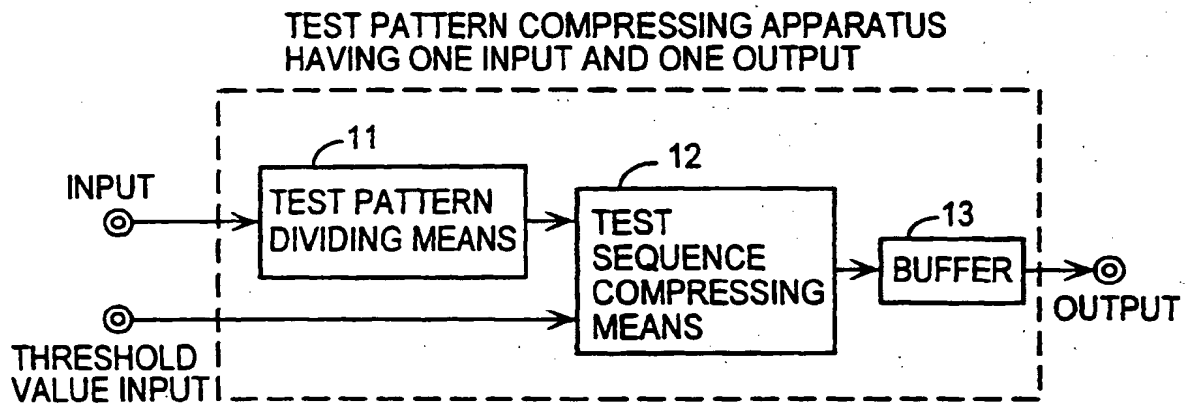 TEST PATTERN COMPRESSING APPARATUS
HAVING ONE INPUT AND ONE OUTPUT
11
12
13
INPUT
TEST PATTERN
DIVIDING MEANS
TEST
SEQUENCE
COMPRESSING
MEANS
BUFFER
OUTPUT
THRESHOLD
VALUE INPUT